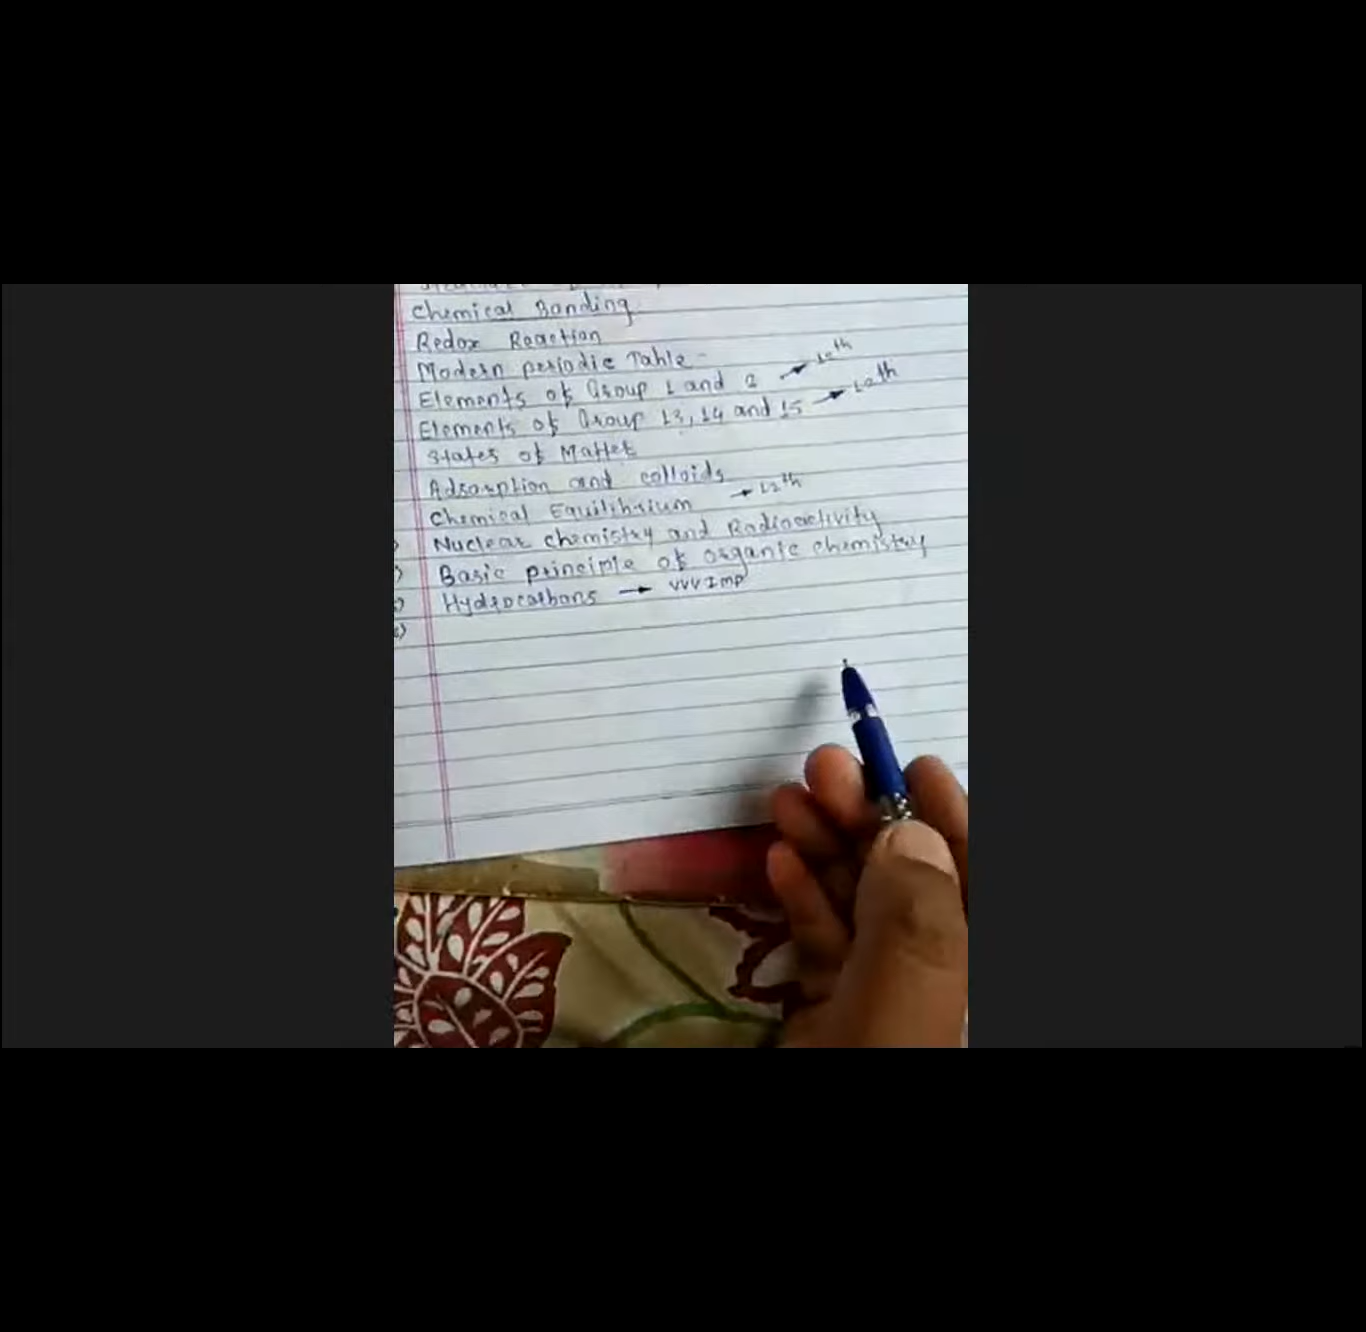 Chemical Bonding
Redox Reaction
Modern periodic Table -
Elements of Group 1 and 2 → 10th
Elements of Group 13, 14 and 15 → 10th
States of Matter
Adsorption and colloids
Chemical Equilibrium → 12th
Nuclear chemistry and Radioactivity
Basic principle of organic chemistry
Hydrocarbons → VVV Imp